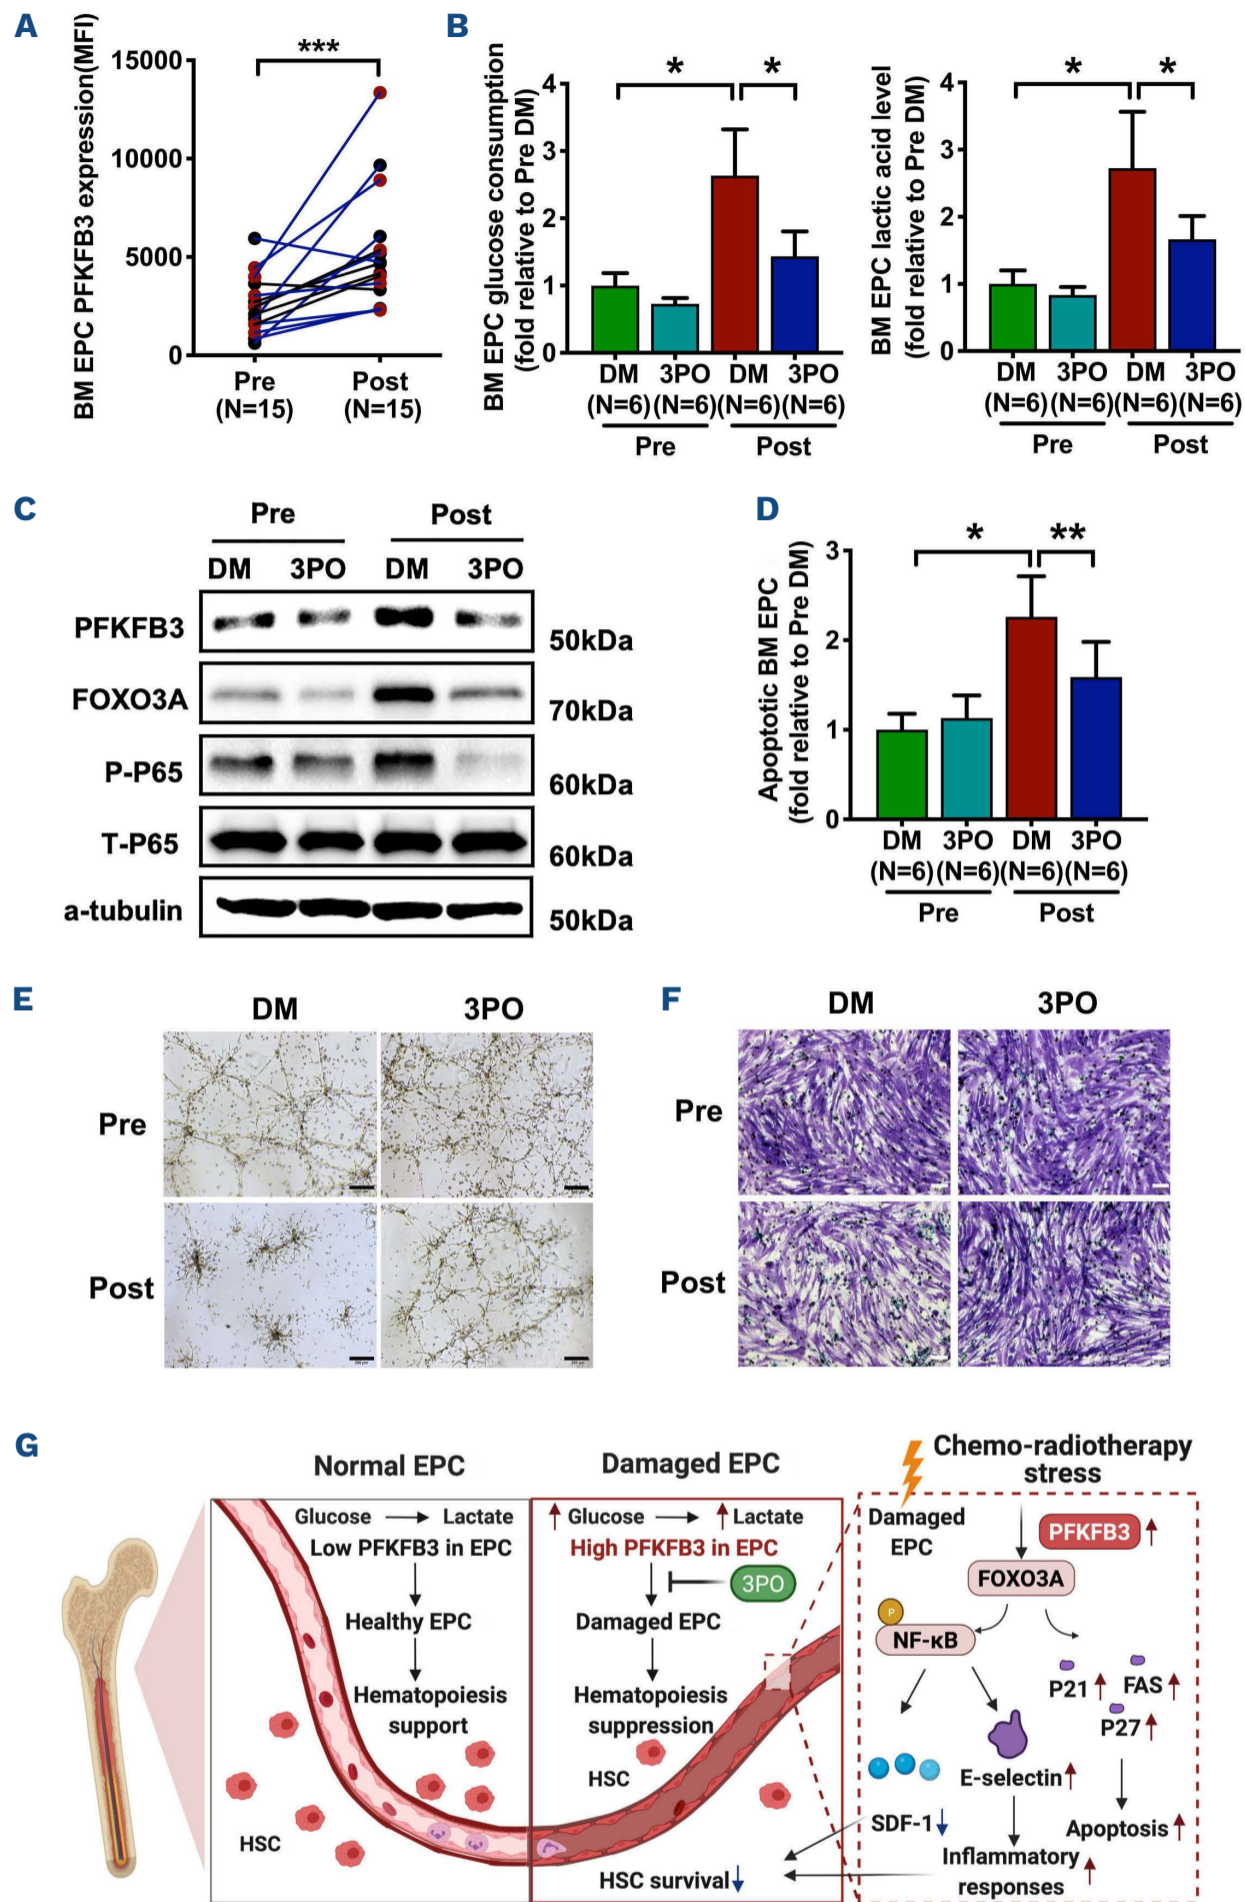 A
BM EPC PFKFB3 expression(MFI)
15000
10000
5000
0
***
Pre
(N=15)
Post
(N=15)
B
BM EPC glucose consumption
(fold relative to Pre DM)
4
3
2
1
0
*
*
DM
3PO
DM
3PO
(N=6)
(N=6)
(N=6)
(N=6)
Pre
Post
BM EPC lactic acid level
(fold relative to Pre DM)
4
3
2
1
0
*
*
DM
3PO
DM
3PO
(N=6)
(N=6)
(N=6)
(N=6)
Pre
Post
C
Pre
Post
DM
3PO
DM
3PO
PFKFB3
50kDa
FOXO3A
70kDa
P-P65
60kDa
T-P65
60kDa
a-tubulin
50kDa
D
Apoptotic BM EPC
(fold relative to Pre DM)
3
2
1
0
*
**
DM
3PO
DM
3PO
(N=6)
(N=6)
(N=6)
(N=6)
Pre
Post
E
DM
3PO
Pre
Post
F
DM
3PO
Pre
Post
G
Normal EPC
Glucose → Lactate
Low PFKFB3 in EPC
Healthy EPC
Hematopoiesis
support
HSC
Damaged EPC
↑ Glucose → ↑ Lactate
High PFKFB3 in EPC
3PO
Damaged EPC
Hematopoiesis
suppression
HSC
HSC survival↓
Chemo-radiotherapy
stress
Damaged
EPC
PFKFB3 ↑
FOXO3A
P
NF-κB
P21 ↑
FAS ↑
P27 ↑
E-selectin ↑
SDF-1 ↓
Apoptosis ↑
Inflammatory
responses ↑